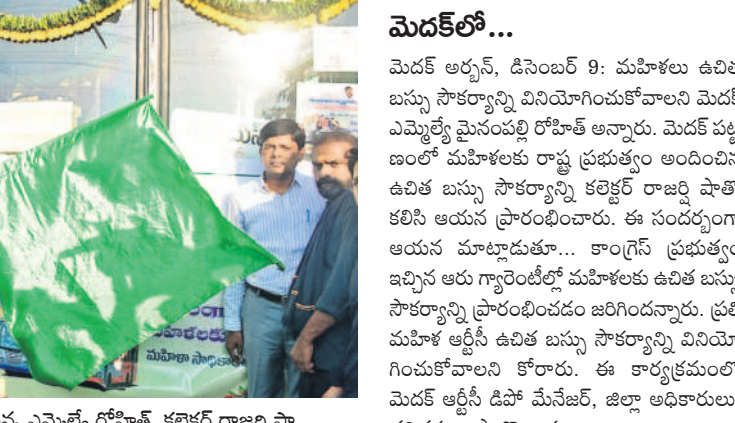 మెదక్‌లో...
మెదక్ అర్బన్, డిసెంబర్ 9: మహిళలు ఉచిత
బస్సు సౌకర్యాన్ని వినియోగించుకోవాలని మెదక్
ఎమ్మెల్యే మైనంపల్లి రోహిత్ అన్నారు. మెదక్ పట్ట
ణంలో మహిళలకు రాష్ట్ర ప్రభుత్వం అందించిన
ఉచిత బస్సు సౌకర్యాన్ని కలెక్టర్ రాజర్షి షాతో
కలిసి ఆయన ప్రారంభించారు. ఈ సందర్భంగా
ఆయన మాట్లాడుతూ... కాంగ్రెస్ ప్రభుత్వం
ఇచ్చిన ఆరు గ్యారెంటీల్లో మహిళలకు ఉచిత బస్సు
సౌకర్యాన్ని ప్రారంభించడం జరిగిందన్నారు. ప్రతి
మహిళ ఆర్టీసీ ఉచిత బస్సు సౌకర్యాన్ని వినియో
గించుకోవాలని కోరారు. ఈ కార్యక్రమంలో
మెదక్ ఆర్టీసీ డిపో మేనేజర్, జిల్లా అధికారులు,
మహిళా
ఎమ్మెల్యే రోహిత్, కలెక్టర్ రాజర్షి షా